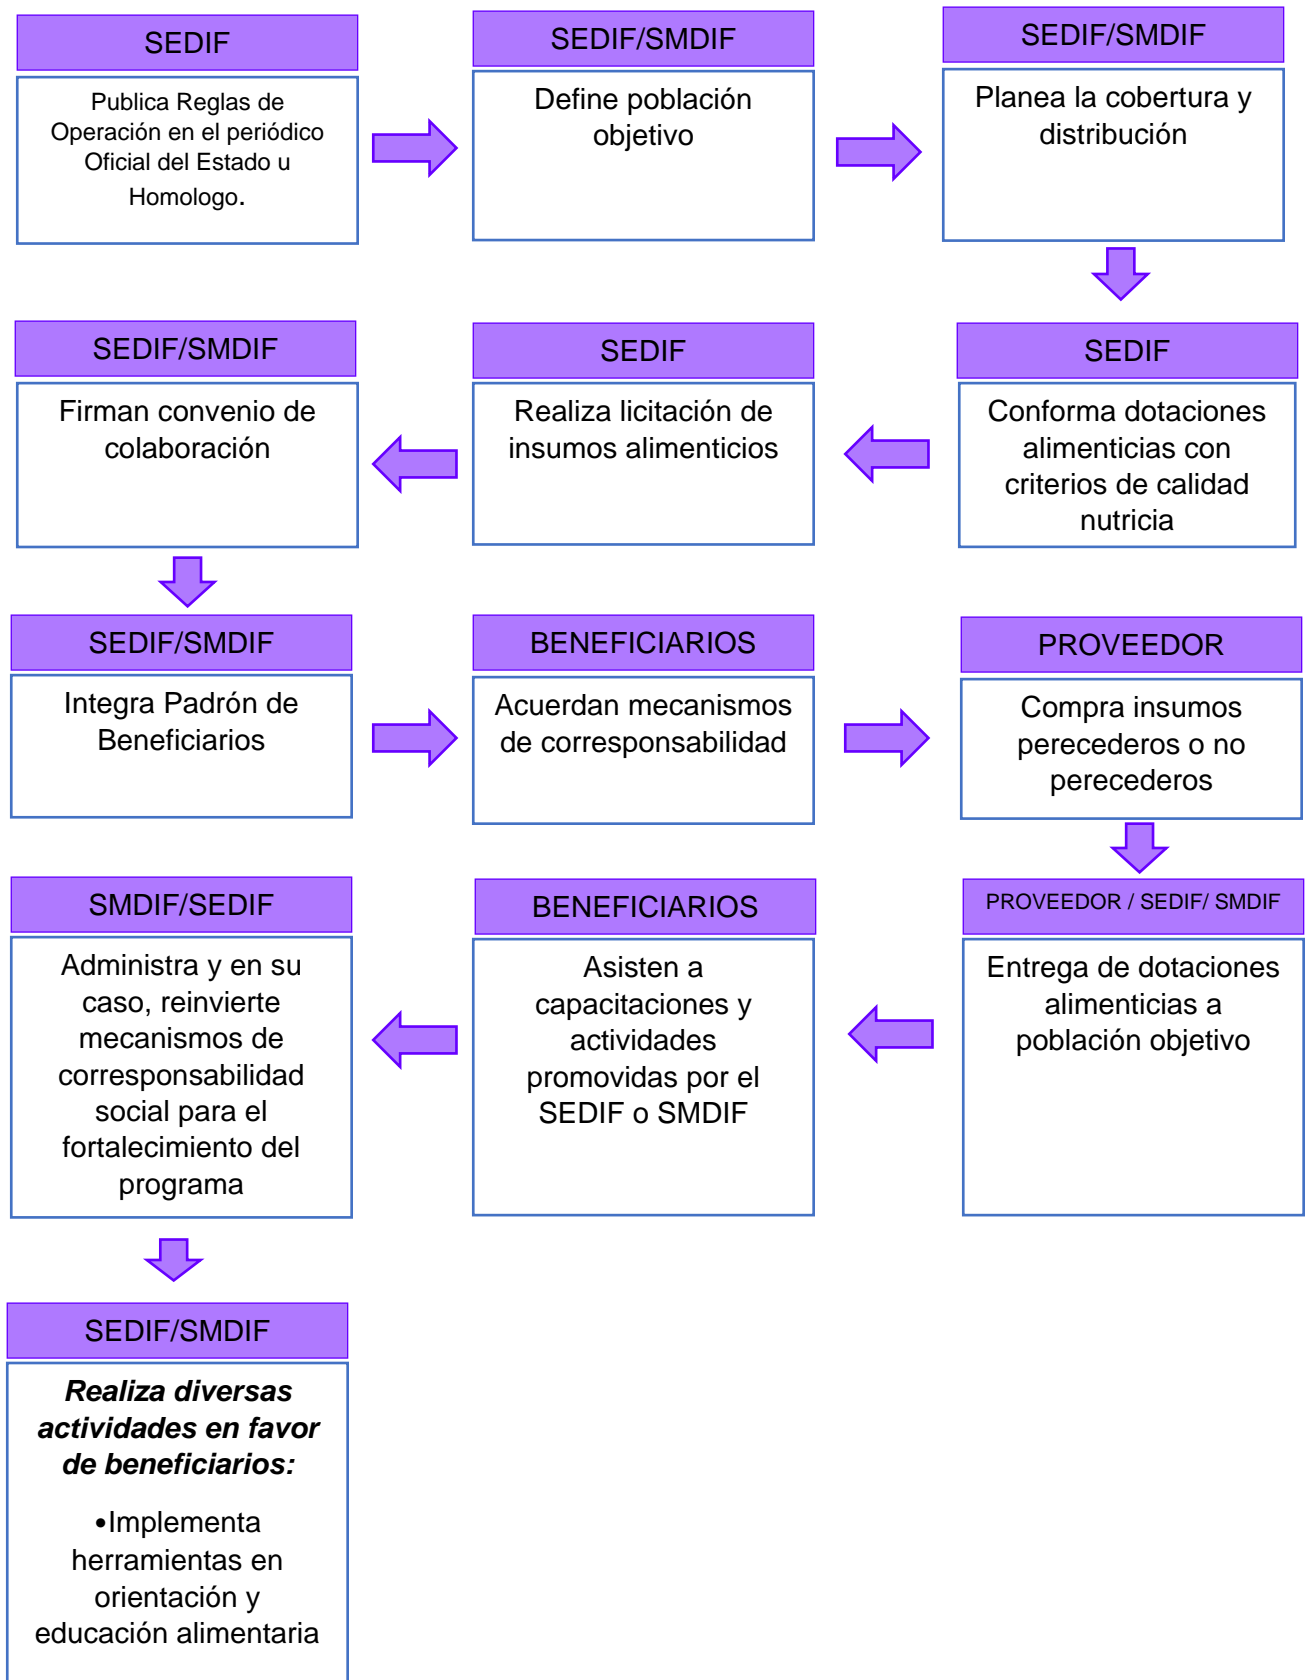 SEDIF
Publica Reglas de
Operación en el periódico
Oficial del Estado u
Homologo.
SEDIF/SMDIF
Define población
objetivo
SEDIF/SMDIF
Planea la cobertura y
distribución
SEDIF
Conforma dotaciones
alimenticias con
criterios de calidad
nutricia
SEDIF
Realiza licitación de
insumos alimenticios
SEDIF/SMDIF
Firman convenio de
colaboración
SEDIF/SMDIF
Integra Padrón de
Beneficiarios
BENEFICIARIOS
Acuerdan mecanismos
de corresponsabilidad
PROVEEDOR
Compra insumos
perecederos o no
perecederos
PROVEEDOR / SEDIF/ SMDIF
Entrega de dotaciones
alimenticias a
población objetivo
BENEFICIARIOS
Asisten a
capacitaciones y
actividades
promovidas por el
SEDIF o SMDIF
SMDIF/SEDIF
Administra y en su
caso, reinvierte
mecanismos de
corresponsabilidad
social para el
fortalecimiento del
programa
SEDIF/SMDIF
Realiza diversas
actividades en favor
de beneficiarios:
•Implementa
herramientas en
orientación y
educación alimentaria